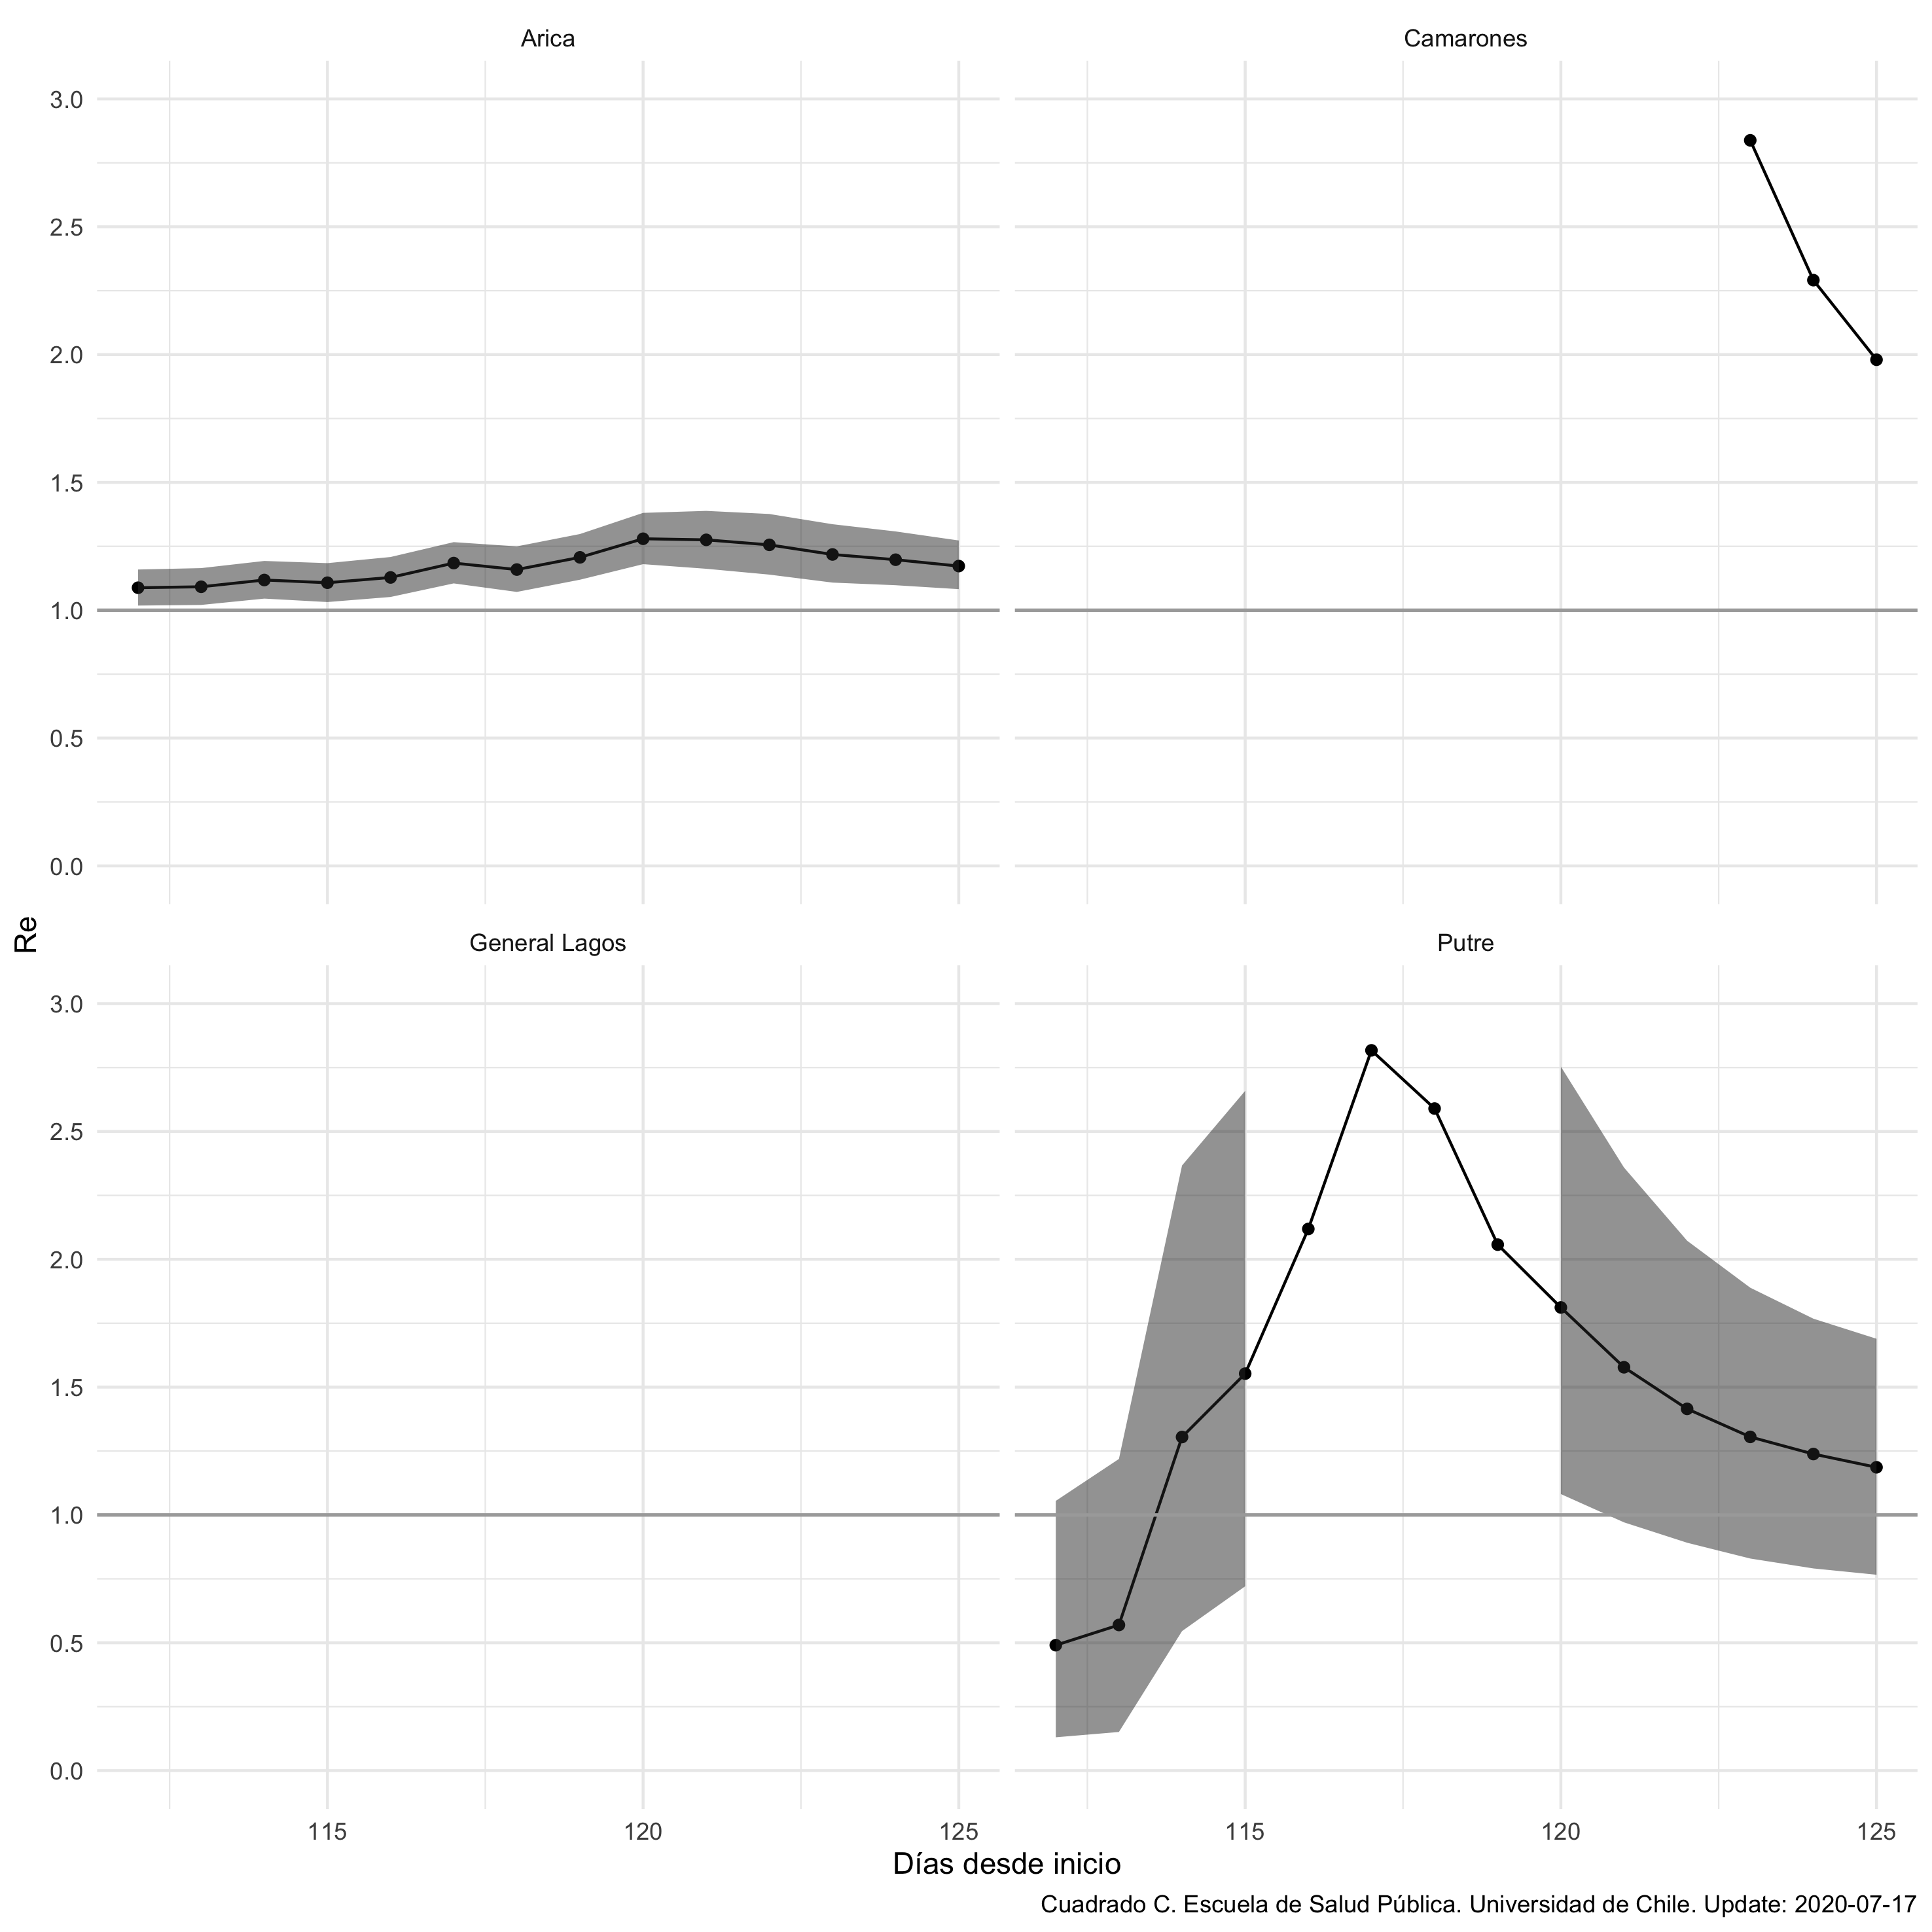 Arica
Camarones
3.0
2.5
2.0
1.5
1.0
0.5
0.0
Re
General Lagos
Putre
3.0
2.5
2.0
1.5
1.0
0.5
0.0
115 120 125 115 120 125
Días desde inicio
Cuadrado C. Escuela de Salud Pública. Universidad de Chile. Update: 2020-07-17